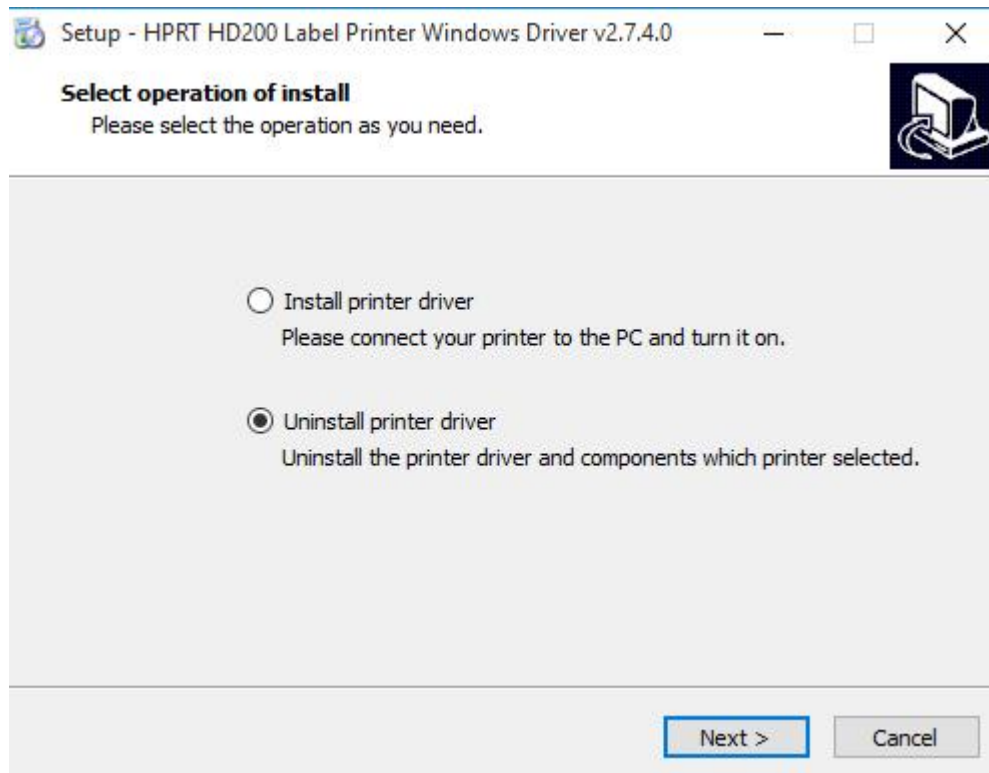 Setup - HPRT HD200 Label Printer Windows Driver v2.7.4.0
Select operation of install
Please select the operation as you need.
Install printer driver
Please connect your printer to the PC and turn it on.
Uninstall printer driver
Uninstall the printer driver and components which printer selected.
Next >
Cancel